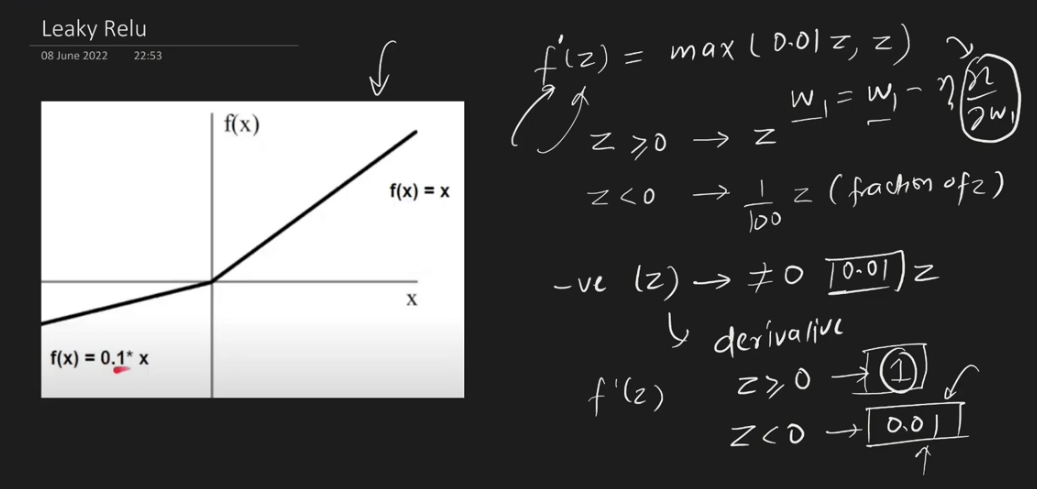 Leaky Relu
08 June 2022 22:53
f(x)
f(x) = x
x
f(x) = 0.1* x
f'(z) = max(0.01z, z)
w₁ = w₁ - η ∂L/∂w₁
z ≥ 0 → z
z < 0 → 1/100 z (fraction of z)
-ve (z) → ≠ 0 0.01 z
derivative
f'(z)
z ≥ 0 → 1
z < 0 → 0.01